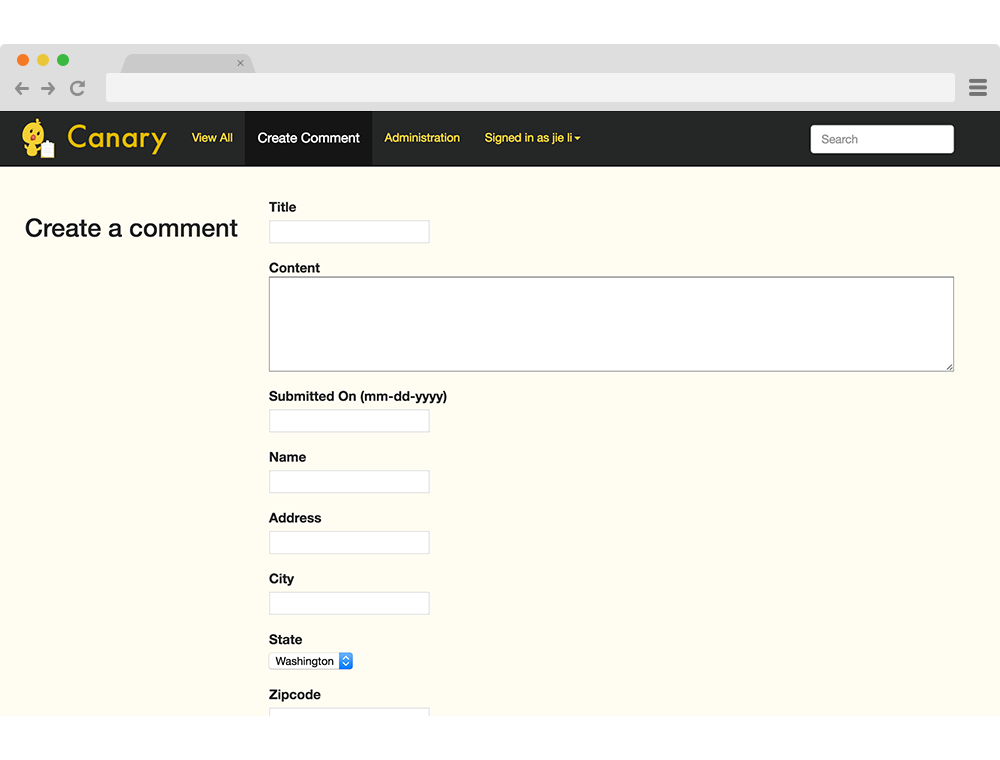 Canary View All Create Comment Administration Signed in as jie li Search
Create a comment
Title
Content
Submitted On (mm-dd-yyyy)
Name
Address
City
State
Washington
Zipcode